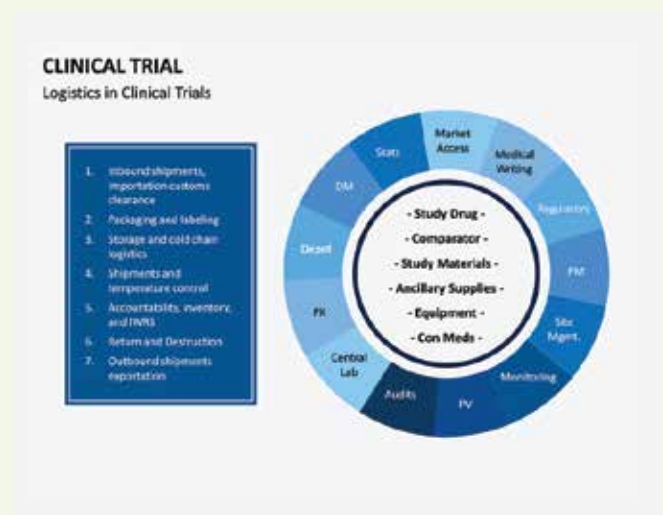 CLINICAL TRIAL
Logistics in Clinical Trials
1. Inbound shipments,
importation customs
clearance
2. Packaging and labeling
3. Storage and cold chain
logistics
4. Shipments and
temperature control
5. Accountability, inventory,
and IWRS
6. Return and Destruction
7. Outbound shipments
exportation
Market
Access
Medical
Writing
Regulatory
PM
Site
Mgmt.
Monitoring
PV
Audits
Central
Lab
PK
Depot
DM
Stats
- Study Drug -
- Comparator -
- Study Materials -
- Ancillary Supplies -
- Equipment -
- Con Meds -